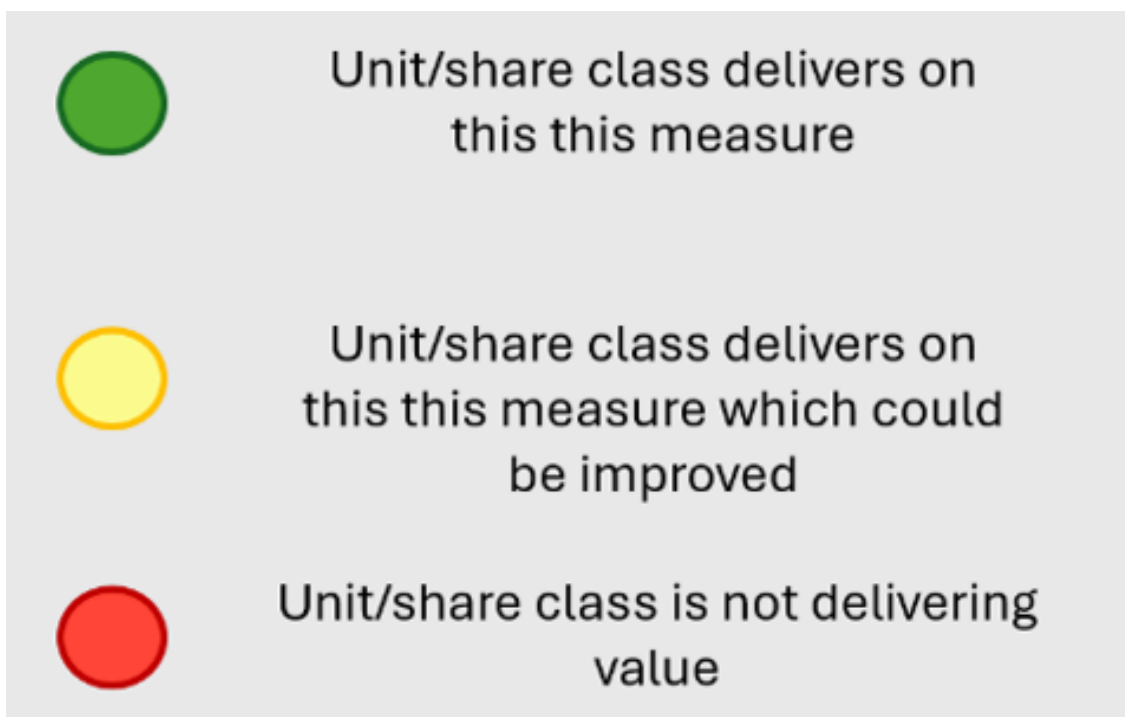 Unit/share class delivers on
this this measure
Unit/share class delivers on
this this measure which could
be improved
Unit/share class is not delivering
value